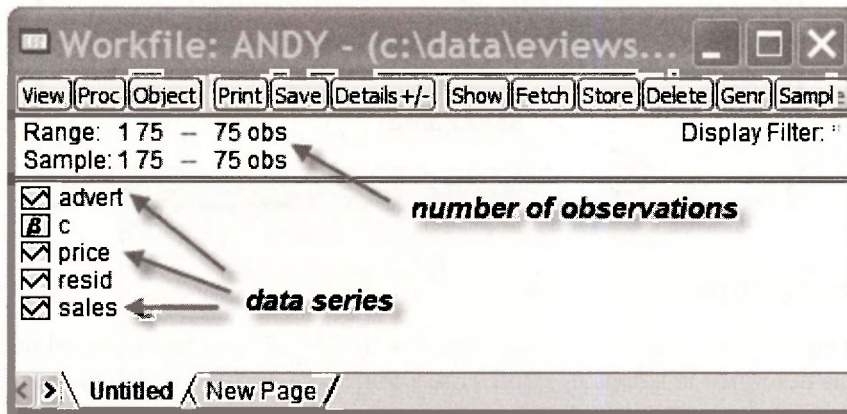 Workfile: ANDY - (c:\data\eviews...
View Proc Object Print Save Details+/- Show Fetch Store Delete Genr Sampl
Range: 1 75 – 75 obs Display Filter: *
Sample: 1 75 – 75 obs
number of observations
advert
β c
price
resid
sales
data series
Untitled New Page